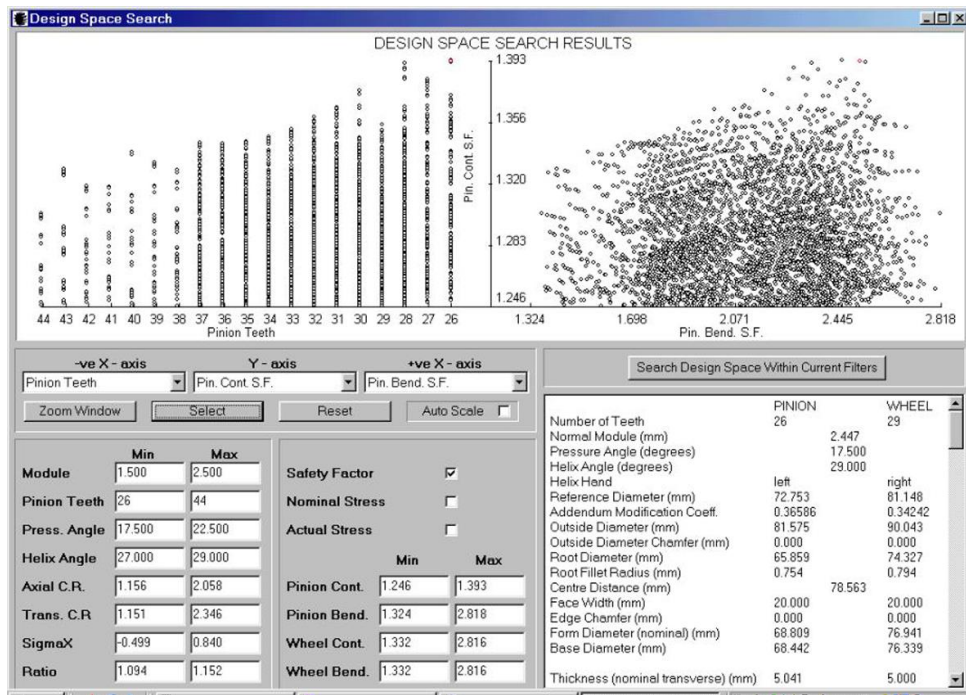 Design Space Search
DESIGN SPACE SEARCH RESULTS
1.393
1.356
1.320
1.283
1.246
Pin. Cont. S.F.
44 43 42 41 40 39 38 37 36 35 34 33 32 31 30 29 28 27 26
Pinion Teeth
1.324 1.698 2.071 2.445 2.818
Pin. Bend. S.F.
-ve X - axis Y - axis +ve X - axis
Pinion Teeth Pin. Cont. S.F. Pin. Bend. S.F.
Zoom Window Select Reset Auto Scale
Min Max
Module 1.500 2.500
Pinion Teeth 26 44
Press. Angle 17.500 22.500
Helix Angle 27.000 29.000
Axial C.R. 1.156 2.058
Trans. C.R 1.151 2.346
SigmaX -0.499 0.840
Ratio 1.094 1.152
Safety Factor
Nominal Stress
Actual Stress
Min Max
Pinion Cont. 1.246 1.393
Pinion Bend. 1.324 2.818
Wheel Cont. 1.332 2.816
Wheel Bend. 1.332 2.816
Search Design Space Within Current Filters
PINION WHEEL
Number of Teeth 26 29
Normal Module (mm) 2.447
Pressure Angle (degrees) 17.500
Helix Angle (degrees) 29.000
Helix Hand left right
Reference Diameter (mm) 72.753 81.148
Addendum Modification Coeff. 0.36586 0.34242
Outside Diameter (mm) 81.575 90.043
Outside Diameter Chamfer (mm) 0.000 0.000
Root Diameter (mm) 65.859 74.327
Root Fillet Radius (mm) 0.754 0.794
Centre Distance (mm) 78.563
Face Width (mm) 20.000 20.000
Edge Chamfer (mm) 0.000 0.000
Form Diameter (nominal) (mm) 68.809 76.941
Base Diameter (mm) 68.442 76.339
Thickness (nominal transverse) (mm) 5.041 5.000